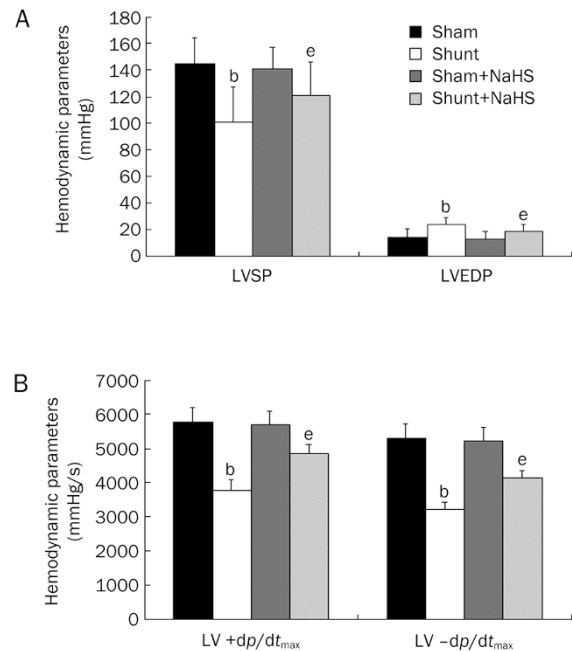 A
Hemodynamic parameters
(mmHg)
180
160
140
120
100
80
60
40
20
0
b
e
b
e
Sham
Shunt
Sham+NaHS
Shunt+NaHS
LVSP
LVEDP
B
Hemodynamic parameters
(mmHg/s)
7000
6000
5000
4000
3000
2000
1000
0
b
e
b
e
LV +dp/dtmax
LV –dp/dtmax